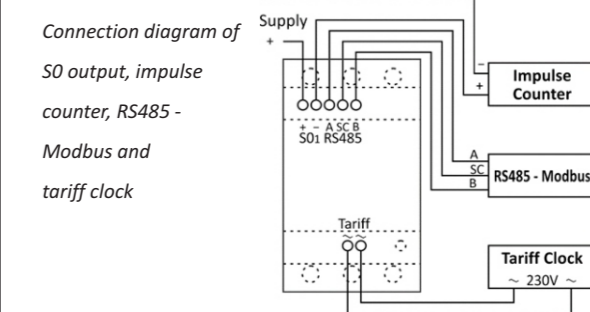 Connection diagram of
S0 output, impulse
counter, RS485 -
Modbus and
tariff clock
Supply
+
−
+
Impulse
Counter
+ − A SC B
S01 RS485
A
SC
B
RS485 - Modbus
Tariff
~ ~
Tariff Clock
~ 230V ~